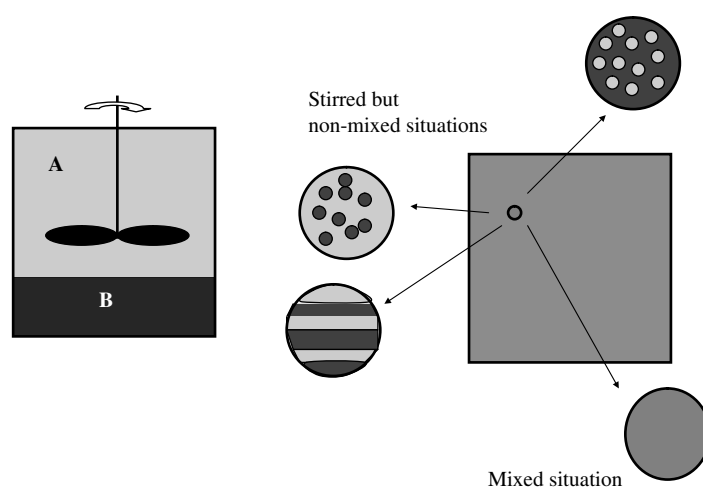 Stirred but
non-mixed situations
A
B
Mixed situation